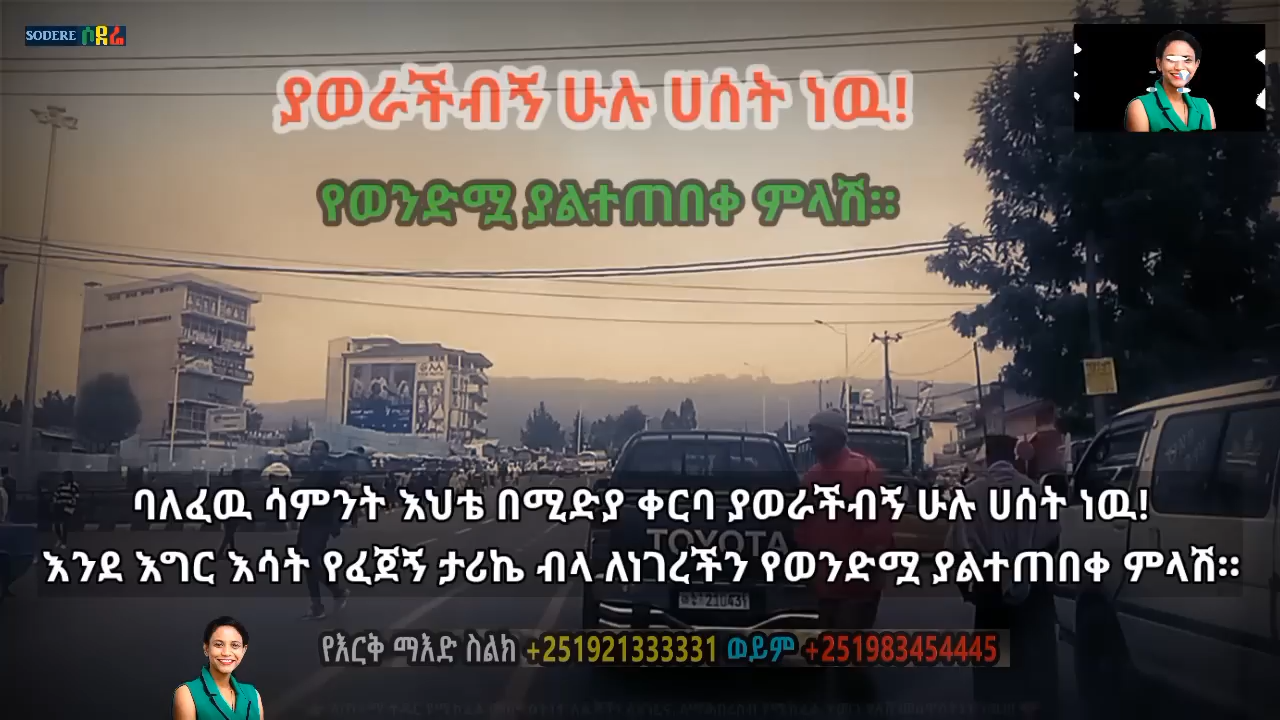 SODERE ሶደሬ
ያወራችብኝ ሁሉ ሀሰት ነዉ!
የወንድሟ ያልተጠበቀ ምላሽ።
ባለፈዉ ሳምንት እህቴ በሚድያ ቀርባ ያወራችብኝ ሁሉ ሀሰት ነዉ!
TOYOTA
እንደ እግር እሳት የፈጀኝ ታሪኬ ብላ ለነገረችን የወንድሟ ያልተጠበቀ ምላሽ።
የእርቅ ማእድ ስልክ +251921333331 ወይም +251983454445